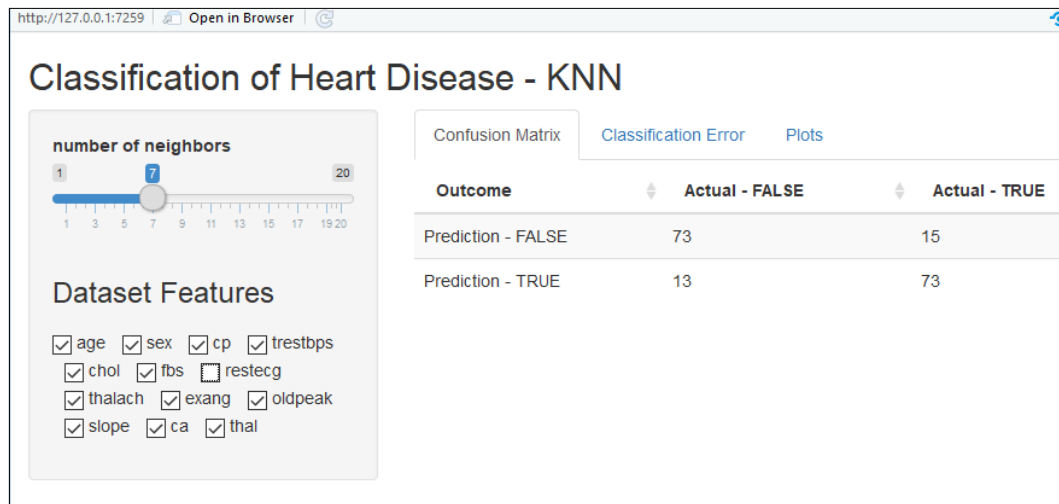 http://127.0.0.1:7259 Open in Browser
Classification of Heart Disease - KNN
number of neighbors
1 7 20
1 3 5 7 9 11 13 15 17 19 20
Dataset Features
age sex cp trestbps
chol fbs restecg
thalach exang oldpeak
slope ca thal
Confusion Matrix Classification Error Plots
Outcome Actual - FALSE Actual - TRUE
Prediction - FALSE 73 15
Prediction - TRUE 13 73